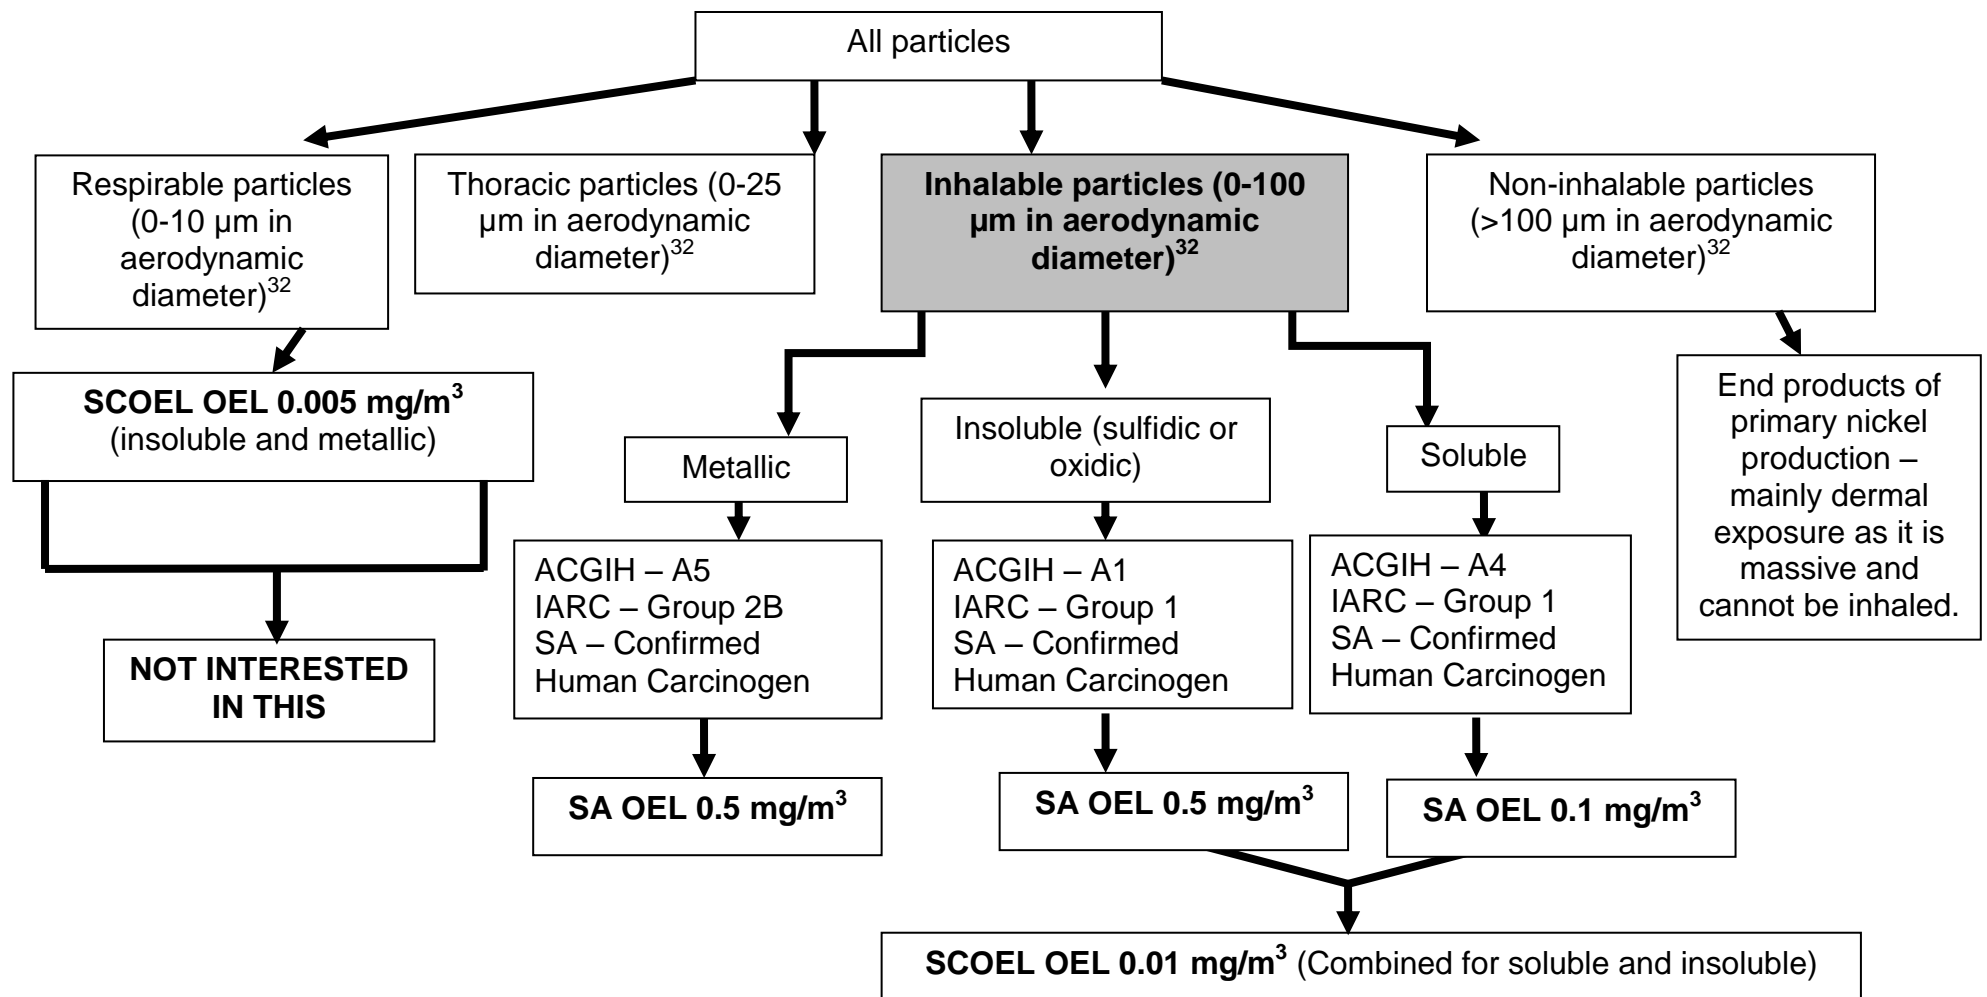 All particles
Respirable particles
(0-10 µm in
aerodynamic
diameter)32
Thoracic particles (0-25
µm in aerodynamic
diameter)32
Inhalable particles (0-100
µm in aerodynamic
diameter)32
Non-inhalable particles
(>100 µm in aerodynamic
diameter)32
SCOEL OEL 0.005 mg/m3
(insoluble and metallic)
NOT INTERESTED
IN THIS
Metallic
ACGIH – A5
IARC – Group 2B
SA – Confirmed
Human Carcinogen
SA OEL 0.5 mg/m3
Insoluble (sulfidic or
oxidic)
ACGIH – A1
IARC – Group 1
SA – Confirmed
Human Carcinogen
SA OEL 0.5 mg/m3
Soluble
ACGIH – A4
IARC – Group 1
SA – Confirmed
Human Carcinogen
SA OEL 0.1 mg/m3
End products of
primary nickel
production –
mainly dermal
exposure as it is
massive and
cannot be inhaled.
SCOEL OEL 0.01 mg/m3 (Combined for soluble and insoluble)